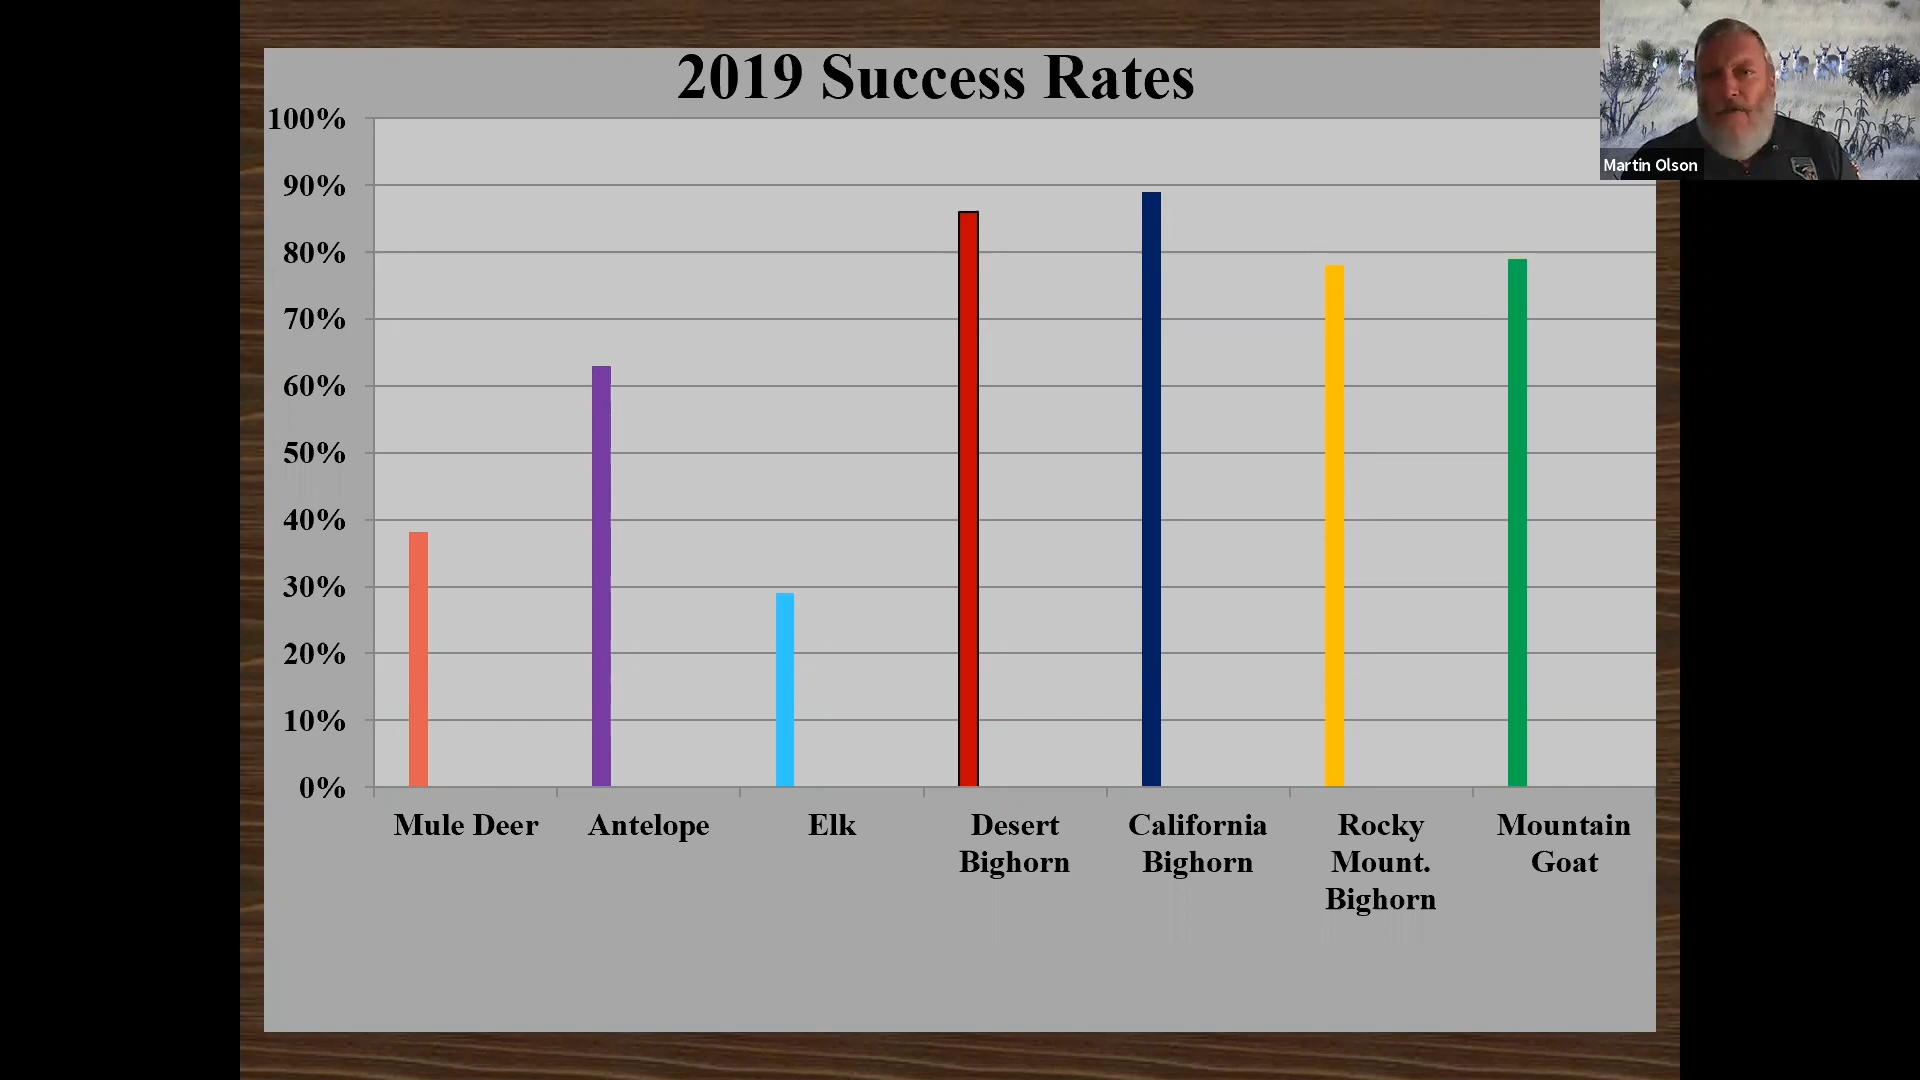 2019 Success Rates
100%
90%
80%
70%
60%
50%
40%
30%
20%
10%
0%
Mule Deer
Antelope
Elk
Desert
Bighorn
California
Bighorn
Rocky
Mount.
Bighorn
Mountain
Goat
Martin Olson